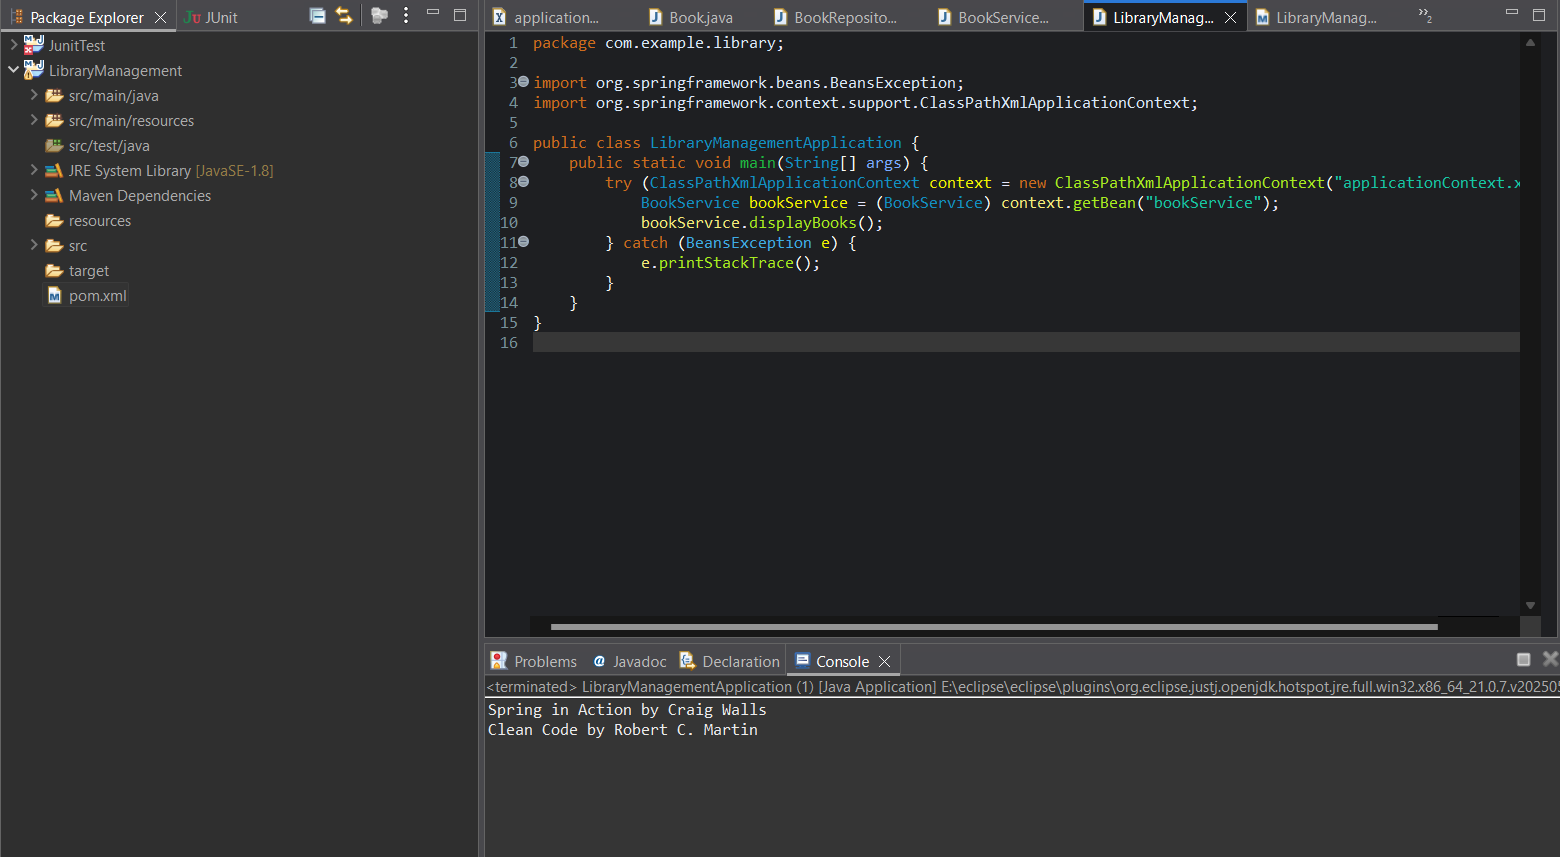 Package Explorer
JUnit
JunitTest
LibraryManagement
src/main/java
src/main/resources
src/test/java
JRE System Library [JavaSE-1.8]
Maven Dependencies
resources
src
target
pom.xml
application...
Book.java
BookReposito...
BookService...
LibraryManag...
LibraryManag...
»2
1 package com.example.library;
2
3 import org.springframework.beans.BeansException;
4 import org.springframework.context.support.ClassPathXmlApplicationContext;
5
6 public class LibraryManagementApplication {
7     public static void main(String[] args) {
8         try (ClassPathXmlApplicationContext context = new ClassPathXmlApplicationContext("applicationContext.x
9             BookService bookService = (BookService) context.getBean("bookService");
10             bookService.displayBooks();
11         } catch (BeansException e) {
12             e.printStackTrace();
13         }
14     }
15 }
16
Problems
Javadoc
Declaration
Console
<terminated> LibraryManagementApplication (1) [Java Application] E:\eclipse\eclipse\plugins\org.eclipse.justj.openjdk.hotspot.jre.full.win32.x86_64_21.0.7.v20250
Spring in Action by Craig Walls
Clean Code by Robert C. Martin